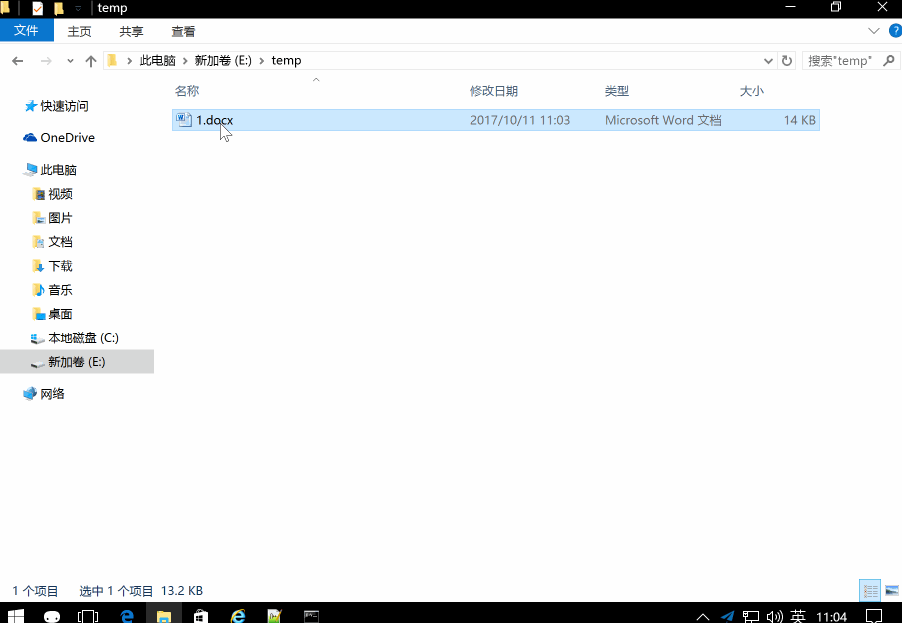 temp
文件 主页 共享 查看
此电脑 新加卷 (E:) temp 搜索"temp"
名称 修改日期 类型 大小
1.docx 2017/10/11 11:03 Microsoft Word 文档 14 KB
快速访问
OneDrive
此电脑
视频
图片
文档
下载
音乐
桌面
本地磁盘 (C:)
新加卷 (E:)
网络
1 个项目 选中 1 个项目 13.2 KB
英 11:04